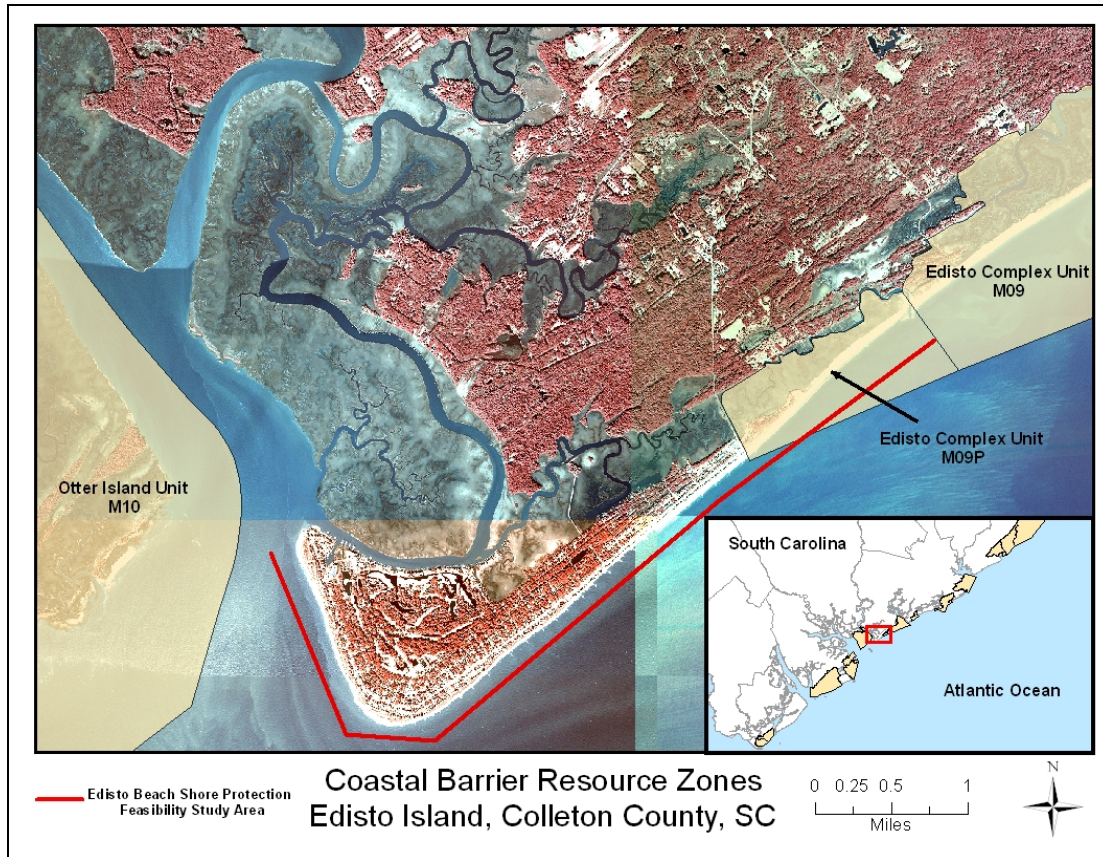 Edisto Complex Unit
M09
Edisto Complex Unit
M09P
Otter Island Unit
M10
South Carolina
Atlantic Ocean
Edisto Beach Shore Protection
Feasibility Study Area
Coastal Barrier Resource Zones
Edisto Island, Colleton County, SC
0 0.25 0.5 1
Miles
N